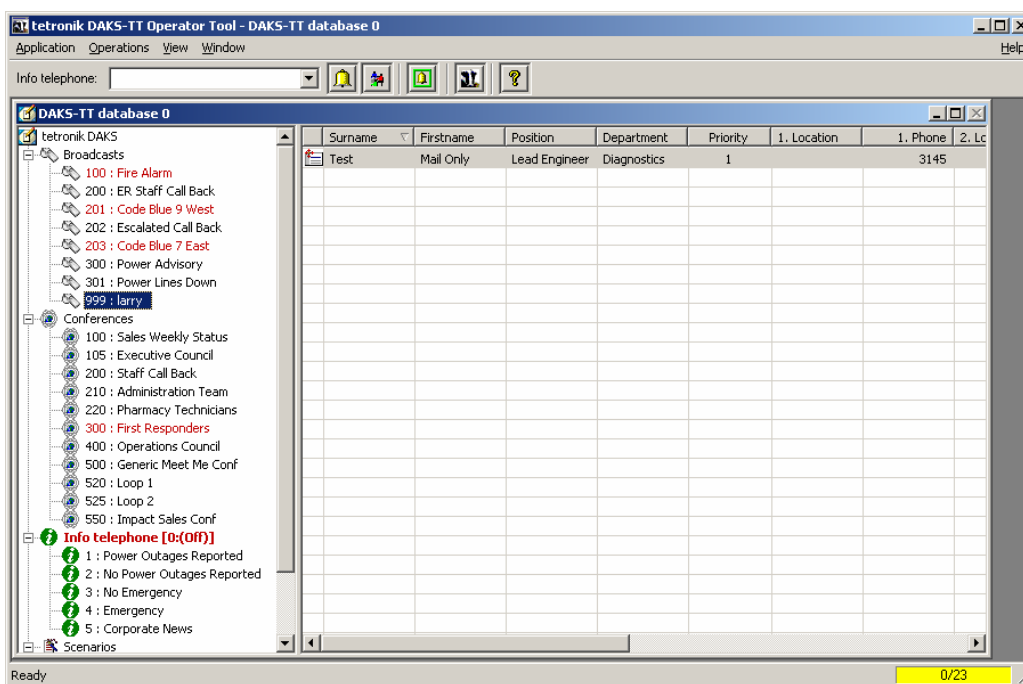 tetronik DAKS-TT Operator Tool - DAKS-TT database 0
Application Operations View Window Help
Info telephone:
DAKS-TT database 0
tetronik DAKS
Surname Firstname Position Department Priority 1. Location 1. Phone 2. Lc
Test Mail Only Lead Engineer Diagnostics 1 3145
Broadcasts
100 : Fire Alarm
200 : ER Staff Call Back
201 : Code Blue 9 West
202 : Escalated Call Back
203 : Code Blue 7 East
300 : Power Advisory
301 : Power Lines Down
999 : larry
Conferences
100 : Sales Weekly Status
105 : Executive Council
200 : Staff Call Back
210 : Administration Team
220 : Pharmacy Technicians
300 : First Responders
400 : Operations Council
500 : Generic Meet Me Conf
520 : Loop 1
525 : Loop 2
550 : Impact Sales Conf
Info telephone [0:(Off)]
1 : Power Outages Reported
2 : No Power Outages Reported
3 : No Emergency
4 : Emergency
5 : Corporate News
Scenarios
Ready 0/23